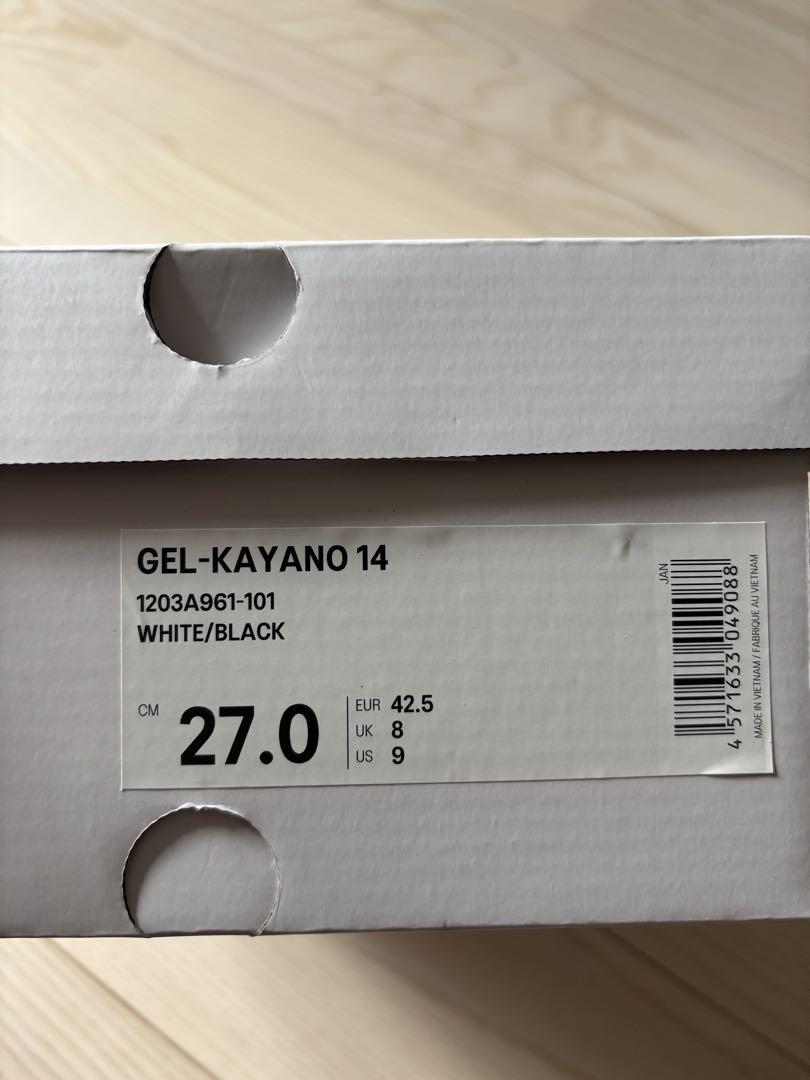 GEL-KAYANO 14
1203A961-101
WHITE/BLACK
CM 27.0
EUR 42.5
UK 8
US 9
JAN
4 571633 049088
MADE IN VIETNAM / FABRIQUE AU VIETNAM